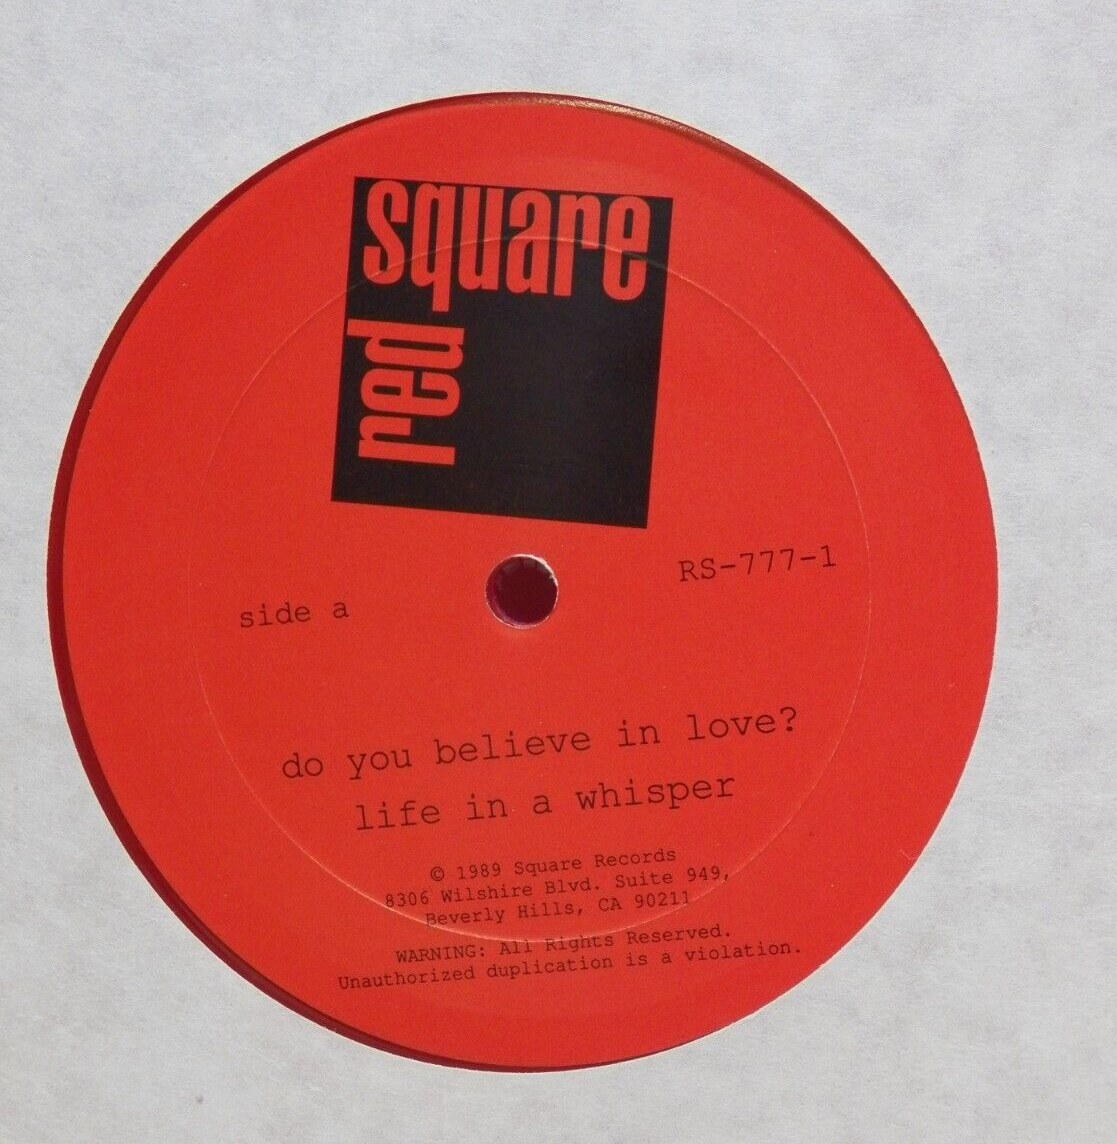 square
red
side a
RS-777-1
do you believe in love?
life in a whisper
© 1989 Square Records
8306 Wilshire Blvd. Suite 949,
Beverly Hills, CA 90211
WARNING: All Rights Reserved.
Unauthorized duplication is a violation.